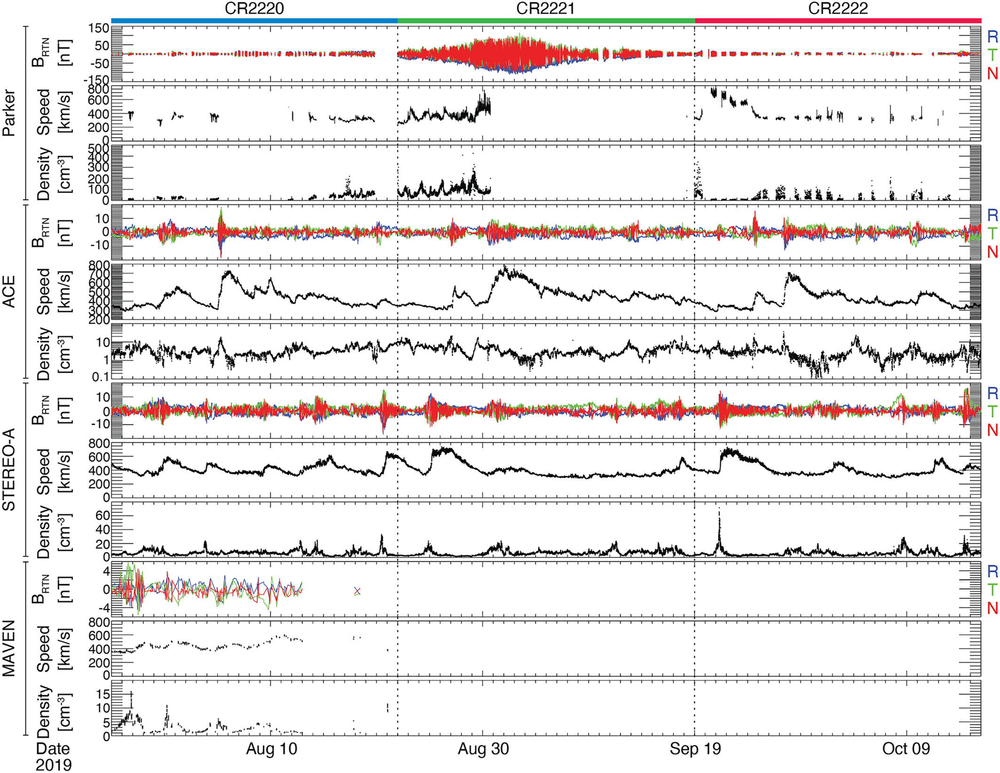 CR2220 CR2221 CR2222
Parker
B_RTN [nT]
150
50
-50
-150
R
T
N
Speed [km/s]
800
600
400
200
0
Density [cm⁻³]
500
400
300
200
100
0
ACE
B_RTN [nT]
10
0
-10
R
T
N
Speed [km/s]
800
700
600
500
400
300
200
Density [cm⁻³]
10
1
0.1
STEREO-A
B_RTN [nT]
10
0
-10
R
T
N
Speed [km/s]
800
600
400
200
0
Density [cm⁻³]
60
40
20
0
MAVEN
B_RTN [nT]
4
0
-4
R
T
N
Speed [km/s]
800
600
400
200
0
Density [cm⁻³]
15
10
5
0
Date Aug 10 Aug 30 Sep 19 Oct 09
2019